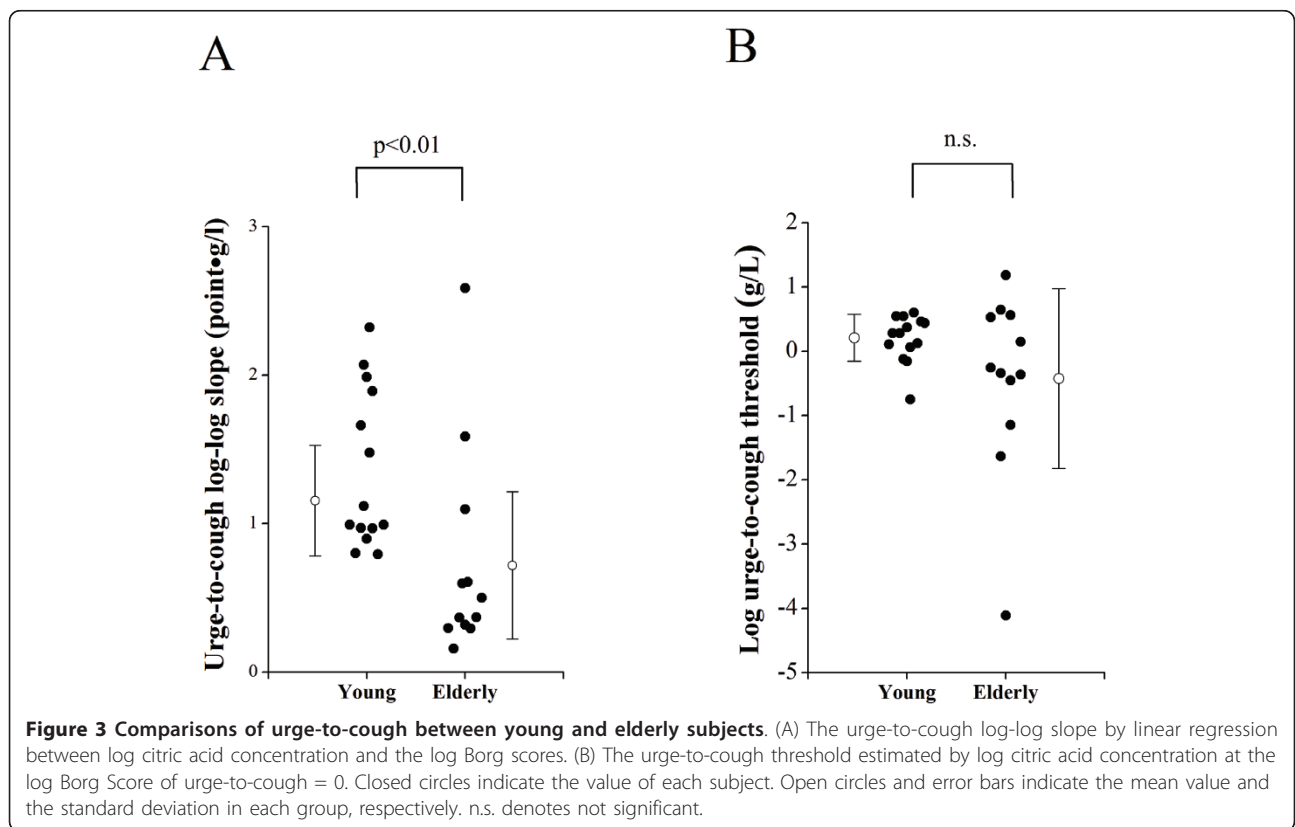 A
B
p<0.01
n.s.
Urge-to-cough log-log slope (point•g/l)
3
2
1
0
Young Elderly
Log urge-to-cough threshold (g/L)
2
1
0
-1
-2
-3
-4
-5
Young Elderly
Figure 3 Comparisons of urge-to-cough between young and elderly subjects. (A) The urge-to-cough log-log slope by linear regression
between log citric acid concentration and the log Borg scores. (B) The urge-to-cough threshold estimated by log citric acid concentration at the
log Borg Score of urge-to-cough = 0. Closed circles indicate the value of each subject. Open circles and error bars indicate the mean value and
the standard deviation in each group, respectively. n.s. denotes not significant.